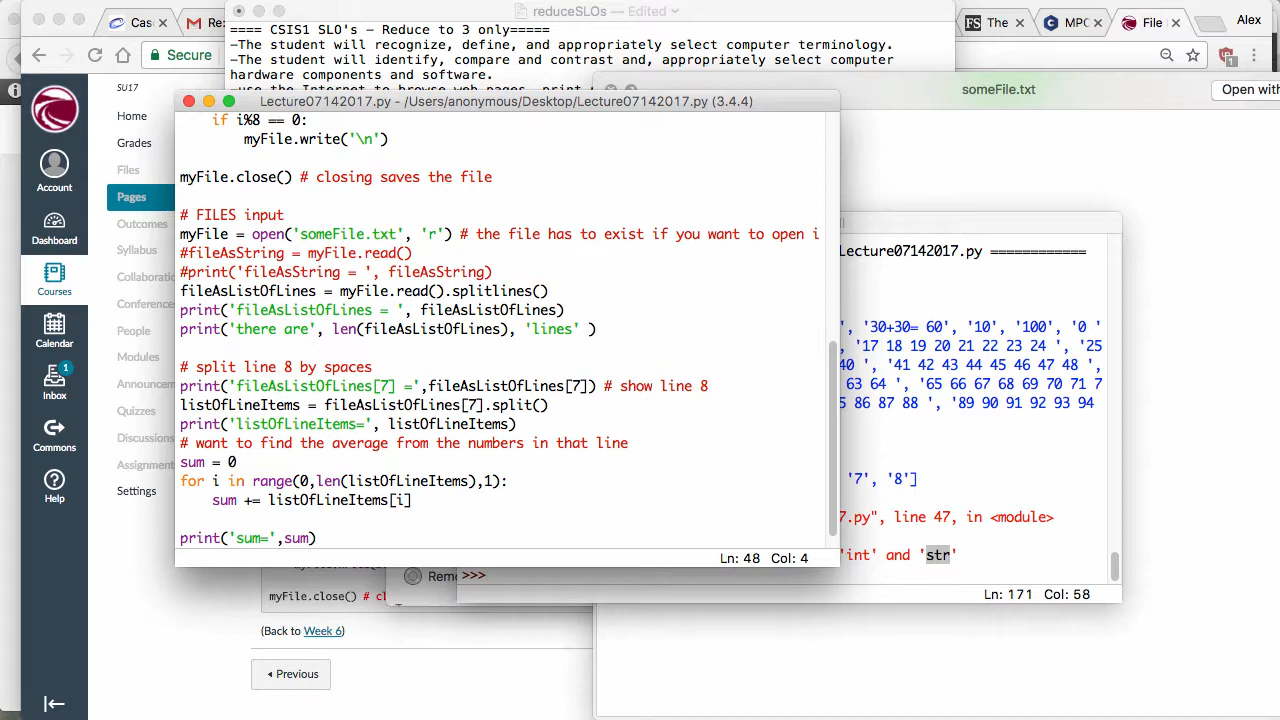 Cas
Re
reduceSLOs — Edited
The
MPC
File
Alex
Secure
==== CSIS1 SLO's - Reduce to 3 only=====
-The student will recognize, define, and appropriately select computer terminology.
-The student will identify, compare and contrast and, appropriately select computer
hardware components and software.
someFile.txt
Open with
Lecture07142017.py - /Users/anonymous/Desktop/Lecture07142017.py (3.4.4)
if i%8 == 0:
myFile.write('\n')
myFile.close() # closing saves the file
# FILES input
myFile = open('someFile.txt', 'r') # the file has to exist if you want to open i
#fileAsString = myFile.read()
#print('fileAsString = ', fileAsString)
fileAsListOfLines = myFile.read().splitlines()
print('fileAsListOfLines = ', fileAsListOfLines)
print('there are', len(fileAsListOfLines), 'lines' )
# split line 8 by spaces
print('fileAsListOfLines[7] =',fileAsListOfLines[7]) # show line 8
listOfLineItems = fileAsListOfLines[7].split()
print('listOfLineItems=', listOfLineItems)
# want to find the average from the numbers in that line
sum = 0
for i in range(0,len(listOfLineItems),1):
sum += listOfLineItems[i]
print('sum=',sum)
Ln: 48 Col: 4
Lecture07142017.py ============
', '30+30= 60', '10', '100', '0 '
, '17 18 19 20 21 22 23 24 ', '25
40 ', '41 42 43 44 45 46 47 48 '
63 64 ', '65 66 67 68 69 70 71 7
86 87 88 ', '89 90 91 92 93 94
'7', '8']
7.py", line 47, in <module>
'int' and 'str'
>>>
Ln: 171 Col: 58
SU17
Home
Grades
Files
Pages
Outcomes
Syllabus
Collaborati
Conference
People
Modules
Announcem
Quizzes
Discussions
Assignment
Settings
Account
Dashboard
Courses
Calendar
1
Inbox
Commons
Help
Remo
myFile.close() # cl
(Back to Week 6)
Previous